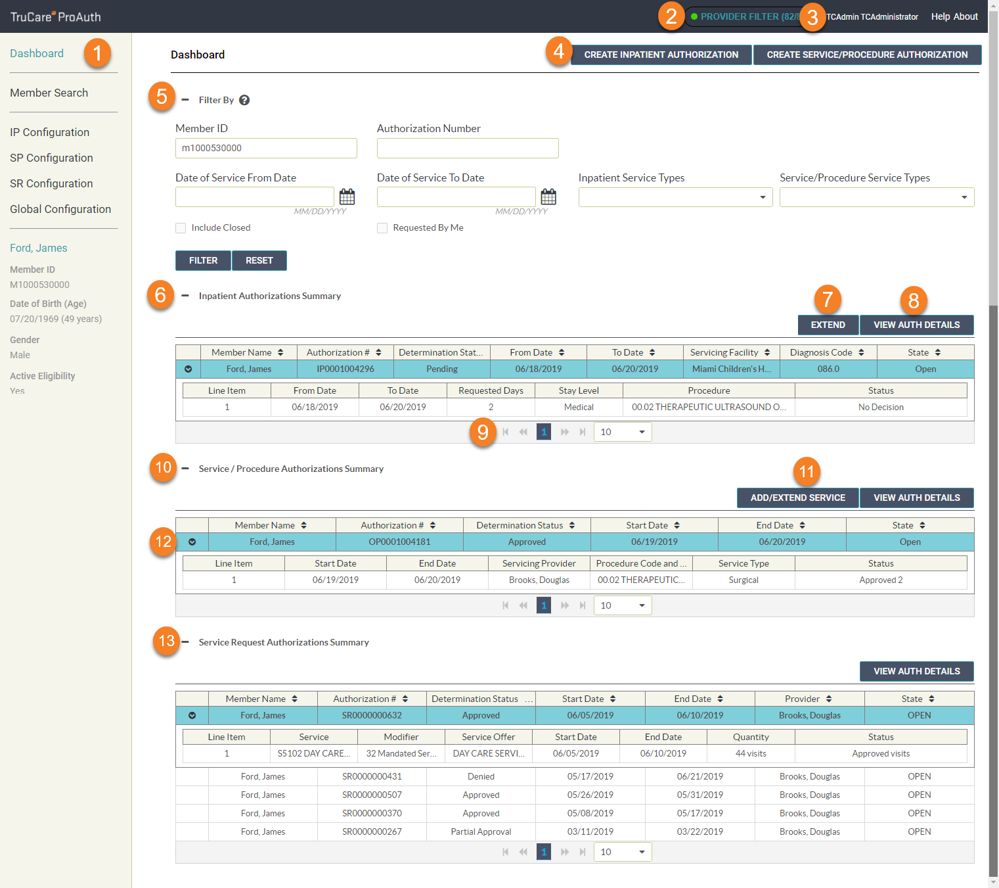 TruCare ProAuth
2 PROVIDER FILTER (82/8 3 TCAdmin TCAdministrator Help About
Dashboard 1
Member Search
IP Configuration
SP Configuration
SR Configuration
Global Configuration
Ford, James
Member ID
M1000530000
Date of Birth (Age)
07/20/1969 (49 years)
Gender
Male
Active Eligibility
Yes
Dashboard 4 CREATE INPATIENT AUTHORIZATION CREATE SERVICE/PROCEDURE AUTHORIZATION
5 Filter By ?
Member ID Authorization Number
m1000530000
Date of Service From Date Date of Service To Date Inpatient Service Types Service/Procedure Service Types
MM/DD/YYYY MM/DD/YYYY
Include Closed Requested By Me
FILTER RESET
6 Inpatient Authorizations Summary
7 8
EXTEND VIEW AUTH DETAILS
Member Name Authorization # Determination Stat... From Date To Date Servicing Facility Diagnosis Code State
Ford, James IP0001004296 Pending 06/18/2019 06/20/2019 Miami Children's H... 086.0 Open
Line Item From Date To Date Requested Days Stay Level Procedure Status
1 06/18/2019 06/20/2019 2 Medical 00.02 THERAPEUTIC ULTRASOUND O... No Decision
9 1 10
10 Service / Procedure Authorizations Summary
11
ADD/EXTEND SERVICE VIEW AUTH DETAILS
Member Name Authorization # Determination Status Start Date End Date State
12 Ford, James OP0001004181 Approved 06/19/2019 06/20/2019 Open
Line Item Start Date End Date Servicing Provider Procedure Code and ... Service Type Status
1 06/19/2019 06/20/2019 Brooks, Douglas 00.02 THERAPEUTIC... Surgical Approved 2
1 10
13 Service Request Authorizations Summary
VIEW AUTH DETAILS
Member Name Authorization # Determination Status ... Start Date End Date Provider State
Ford, James SR0000000632 Approved 06/05/2019 06/10/2019 Brooks, Douglas OPEN
Line Item Service Modifier Service Offer Start Date End Date Quantity Status
1 S5102 DAY CARE... 32 Mandated Ser... DAY CARE SERVI... 06/05/2019 06/10/2019 44 visits Approved visits
Ford, James SR0000000431 Denied 05/17/2019 06/21/2019 Brooks, Douglas OPEN
Ford, James SR0000000507 Approved 05/26/2019 05/31/2019 Brooks, Douglas OPEN
Ford, James SR0000000370 Approved 05/08/2019 05/17/2019 Brooks, Douglas OPEN
Ford, James SR0000000267 Partial Approval 03/11/2019 03/22/2019 Brooks, Douglas OPEN
1 10